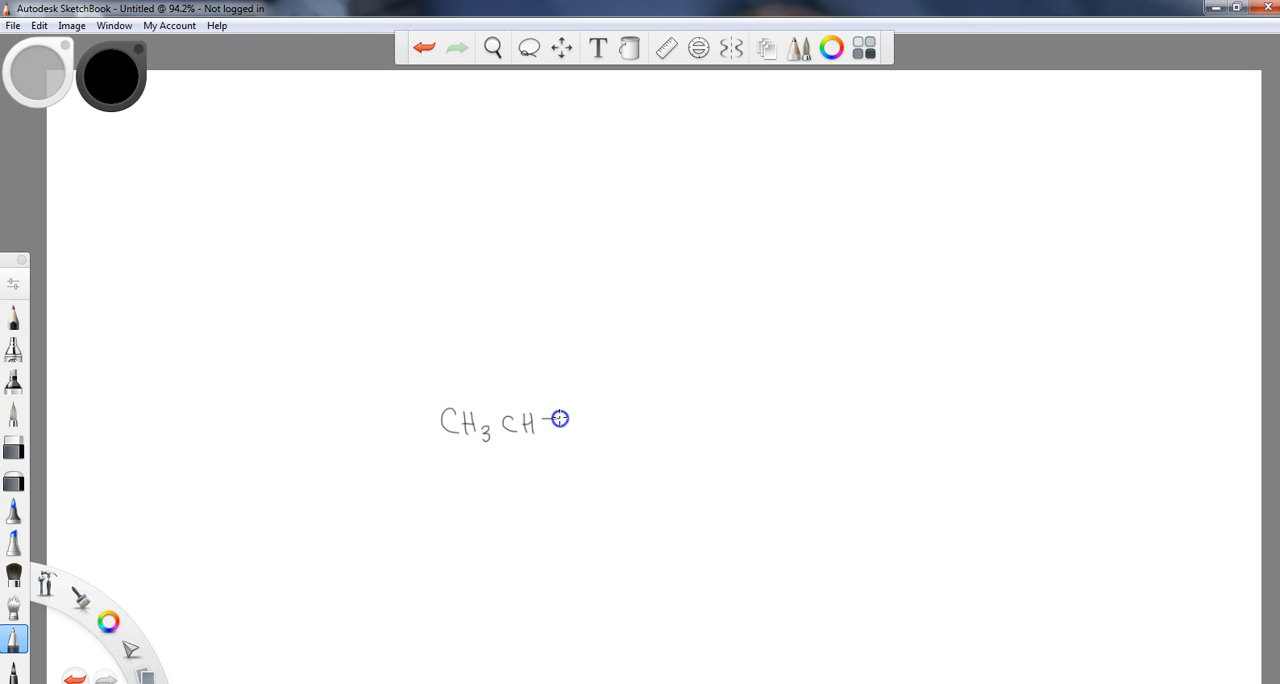 Autodesk SketchBook - Untitled @ 94.2% - Not logged in
File Edit Image Window My Account Help
T
CH₃ CH—